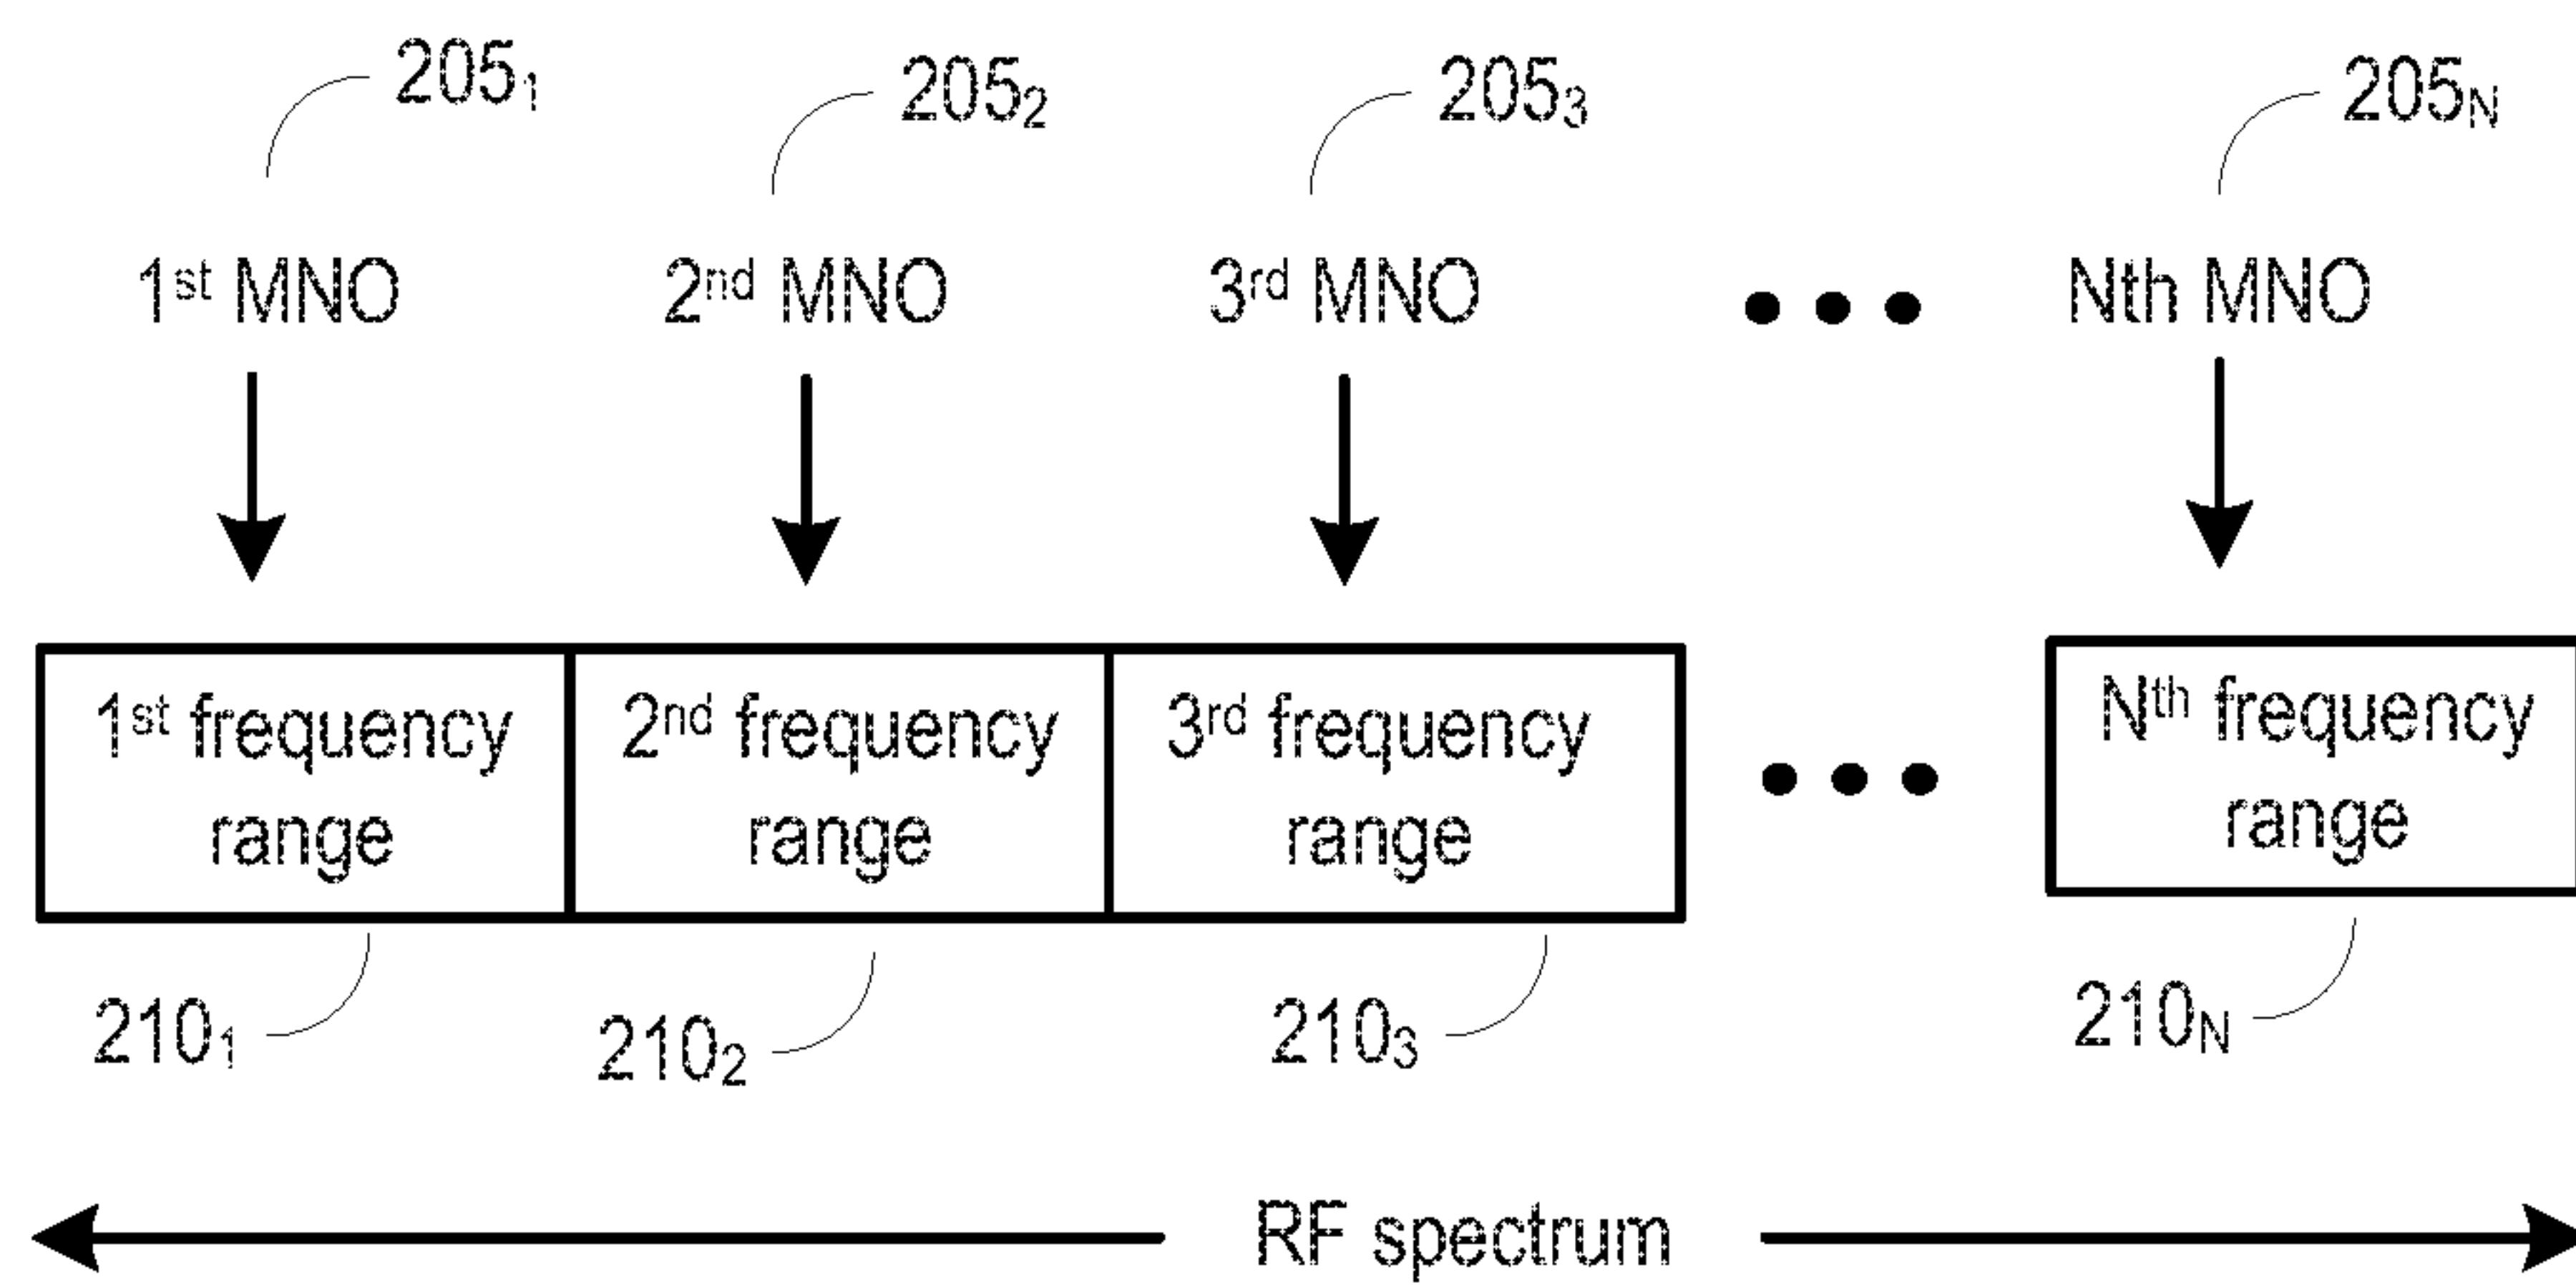 205₁ 205₂ 205₃ 205N
1st MNO 2nd MNO 3rd MNO ••• Nth MNO
1st frequency 2nd frequency 3rd frequency ••• Nth frequency
range range range range
210₁ 210₂ 210₃ 210N
RF spectrum